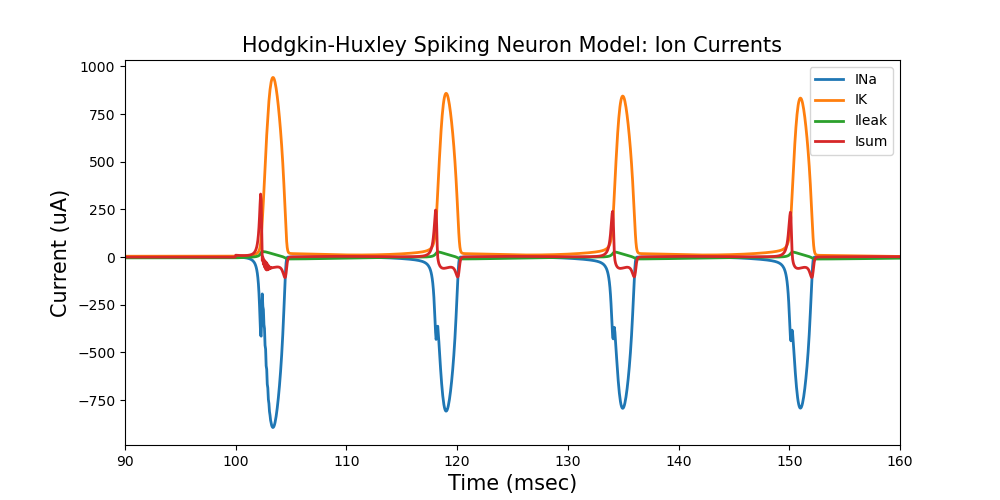 Hodgkin-Huxley Spiking Neuron Model: Ion Currents
1000
750
500
250
0
−250
−500
−750
Current (uA)
INa
IK
Ileak
Isum
90 100 110 120 130 140 150 160
Time (msec)